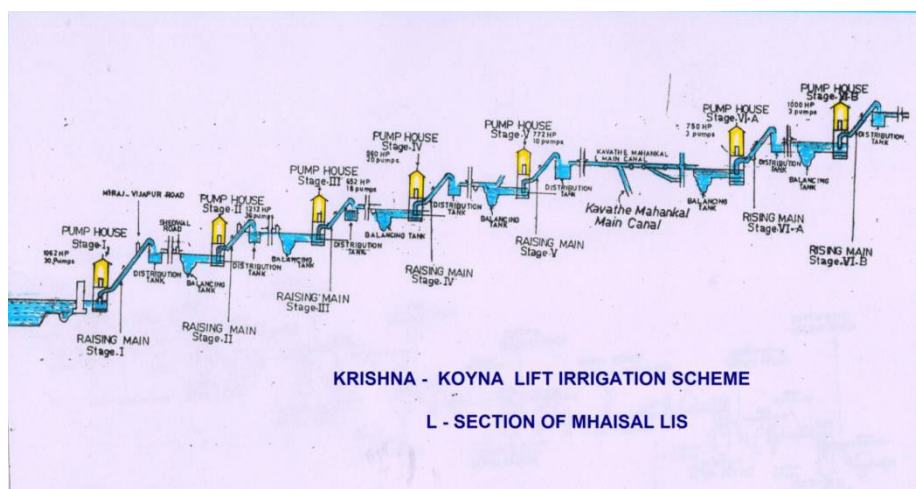 PUMP HOUSE
Stage-I
1062 HP
30 Pumps
MIRAJ - VIJAPUR ROAD
DISTRIBUTION
TANK
RAISING MAIN
Stage-I
SHEDWAL
ROAD
BALANCING
TANK
PUMP HOUSE
Stage-II
1212 HP
DISTRIBUTION
TANK
RAISING MAIN
Stage-II
BALANCING
TANK
PUMP HOUSE
Stage-III
652 HP
18 pumps
DISTRIBUTION
TANK
RAISING MAIN
Stage-III
BALANCING TANK
PUMP HOUSE
Stage-IV
DISTRIBUTION
TANK
RAISING MAIN
Stage-IV
BALANCING
TANK
PUMP HOUSE
Stage-V
772 HP
10 pumps
DISTRIBUTION
TANK
RAISING MAIN
Stage-V
KAVATHE MAHANKAL
MAIN CANAL
Kavathe Mahankal
Main Canal
BALANCING
TANK
PUMP HOUSE
Stage-VI-A
750 HP
3 pumps
DISTRIBUTION
TANK
RISING MAIN
Stage-VI-A
BALANCING
TANK
PUMP HOUSE
Stage-VI-B
1000 HP
3 pumps
DISTRIBUTION
TANK
RISING MAIN
Stage-VI-B
KRISHNA - KOYNA LIFT IRRIGATION SCHEME
L - SECTION OF MHAISAL LIS